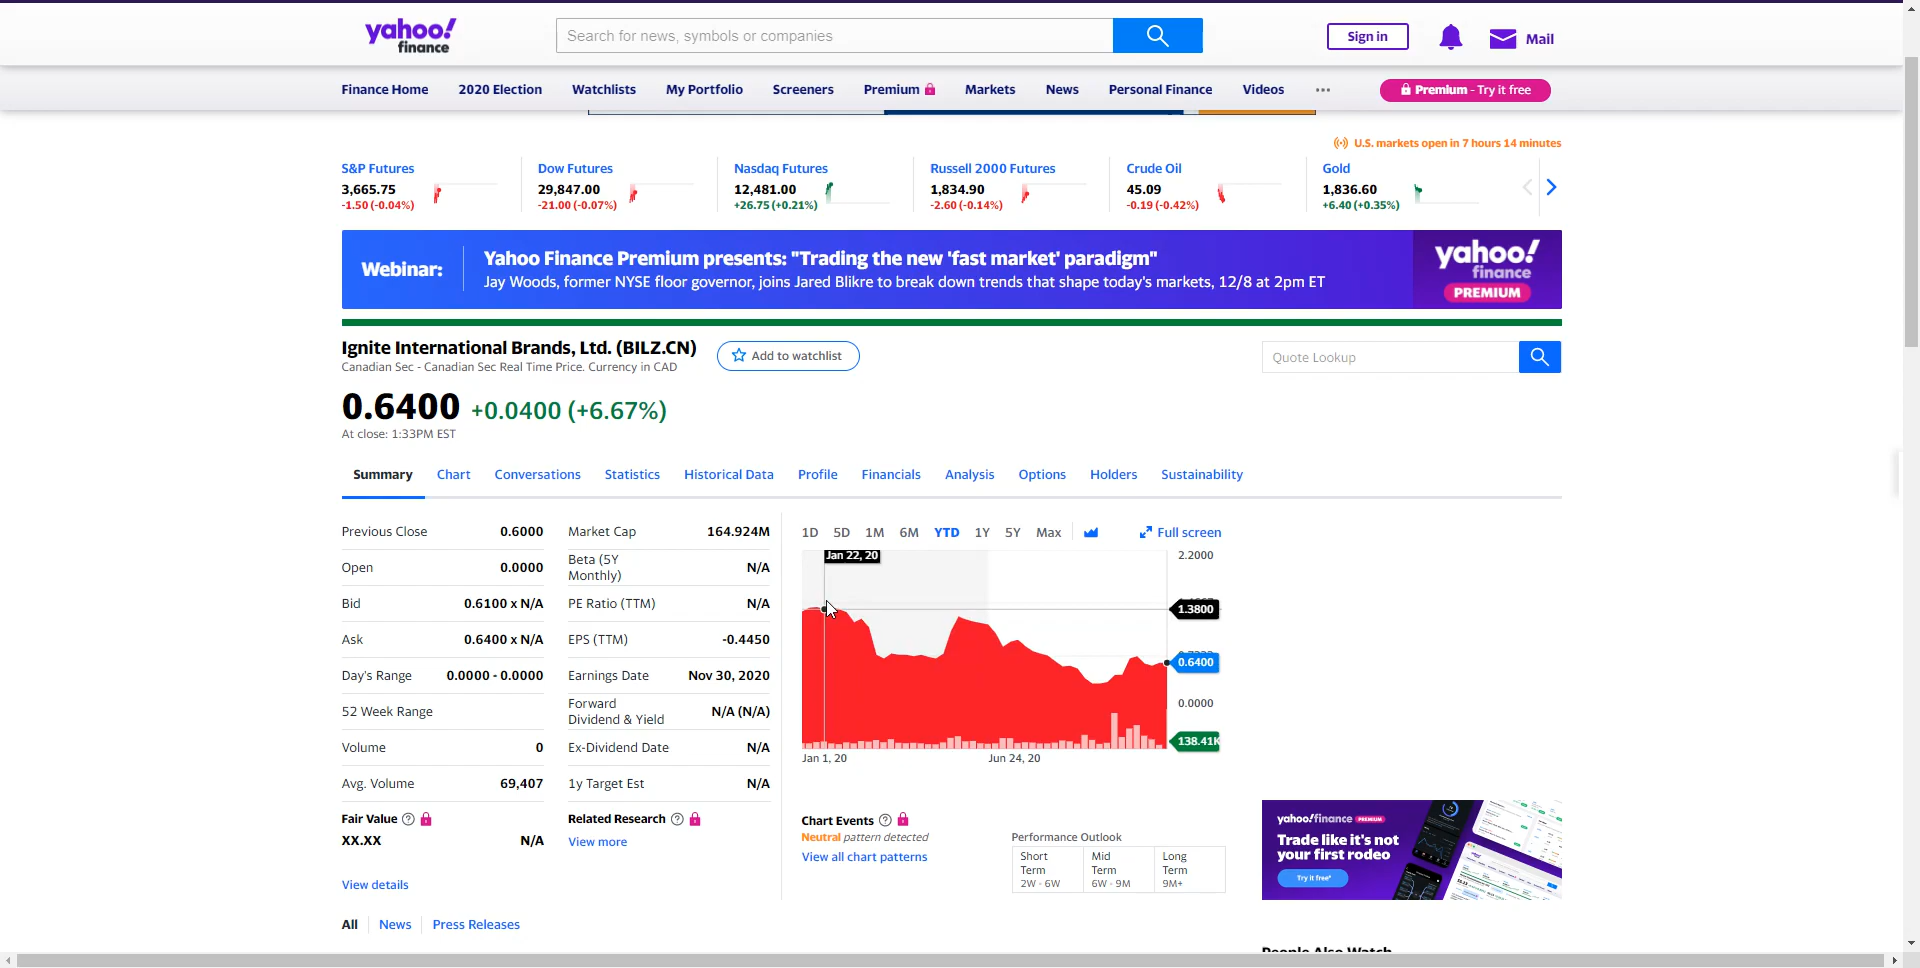 yahoo!
finance
Search for news, symbols or companies
Sign in
Mail
Finance Home 2020 Election Watchlists My Portfolio Screeners Premium Markets News Personal Finance Videos ... Premium - Try it free
U.S. markets open in 7 hours 14 minutes
S&P Futures
3,665.75
-1.50 (-0.04%)
Dow Futures
29,847.00
-21.00 (-0.07%)
Nasdaq Futures
12,481.00
+26.75 (+0.21%)
Russell 2000 Futures
1,834.90
-2.60 (-0.14%)
Crude Oil
45.09
-0.19 (-0.42%)
Gold
1,836.60
+6.40 (+0.35%)
Webinar:
Yahoo Finance Premium presents: "Trading the new 'fast market' paradigm"
Jay Woods, former NYSE floor governor, joins Jared Blikre to break down trends that shape today's markets, 12/8 at 2pm ET
yahoo!
finance
PREMIUM
Ignite International Brands, Ltd. (BILZ.CN)
Canadian Sec - Canadian Sec Real Time Price. Currency in CAD
Add to watchlist
Quote Lookup
0.6400 +0.0400 (+6.67%)
At close: 1:33PM EST
Summary Chart Conversations Statistics Historical Data Profile Financials Analysis Options Holders Sustainability
Previous Close 0.6000
Open 0.0000
Bid 0.6100 x N/A
Ask 0.6400 x N/A
Day's Range 0.0000 - 0.0000
52 Week Range
Volume 0
Avg. Volume 69,407
Market Cap 164.924M
Beta (5Y
Monthly) N/A
PE Ratio (TTM) N/A
EPS (TTM) -0.4450
Earnings Date Nov 30, 2020
Forward
Dividend & Yield N/A (N/A)
Ex-Dividend Date N/A
1y Target Est N/A
Fair Value
XX.XX N/A
View details
Related Research
View more
1D 5D 1M 6M YTD 1Y 5Y Max Full screen
Jan 22, 20
2.2000
1.3800
0.6400
0.0000
138.41K
Jan 1, 20 Jun 24, 20
Chart Events
Neutral pattern detected
View all chart patterns
Performance Outlook
Short
Term
2W - 6W
Mid
Term
6W - 9M
Long
Term
9M+
yahoo!finance PREMIUM
Trade like it's not
your first rodeo
Try it free*
All News Press Releases
People Also Watch